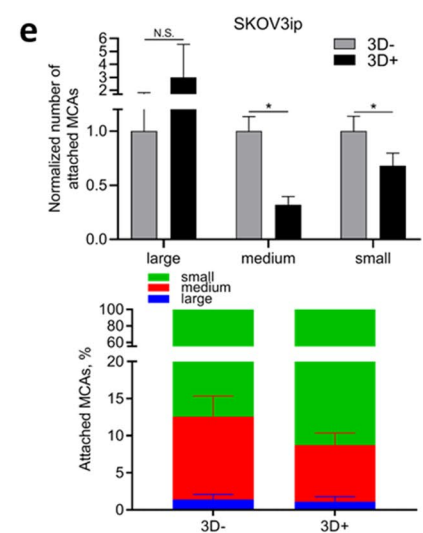 e
SKOV3ip
3D-
3D+
Normalized number of
attached MCAs
6
5
4
3
2
1.0
0.5
0.0
N.S.
*
*
large
medium
small
small
medium
large
Attached MCAs, %
100
80
60
20
15
10
5
0
3D-
3D+